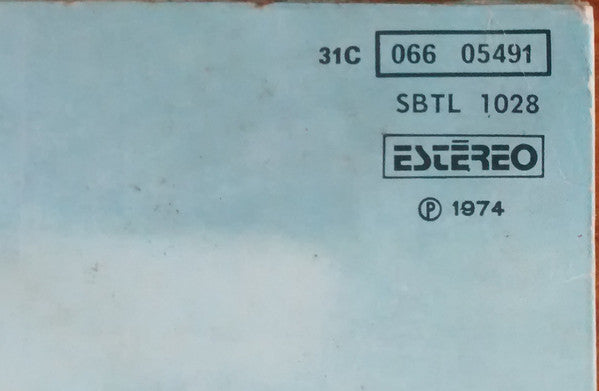 31C 066 05491
SBTL 1028
ESTÉREO
℗ 1974